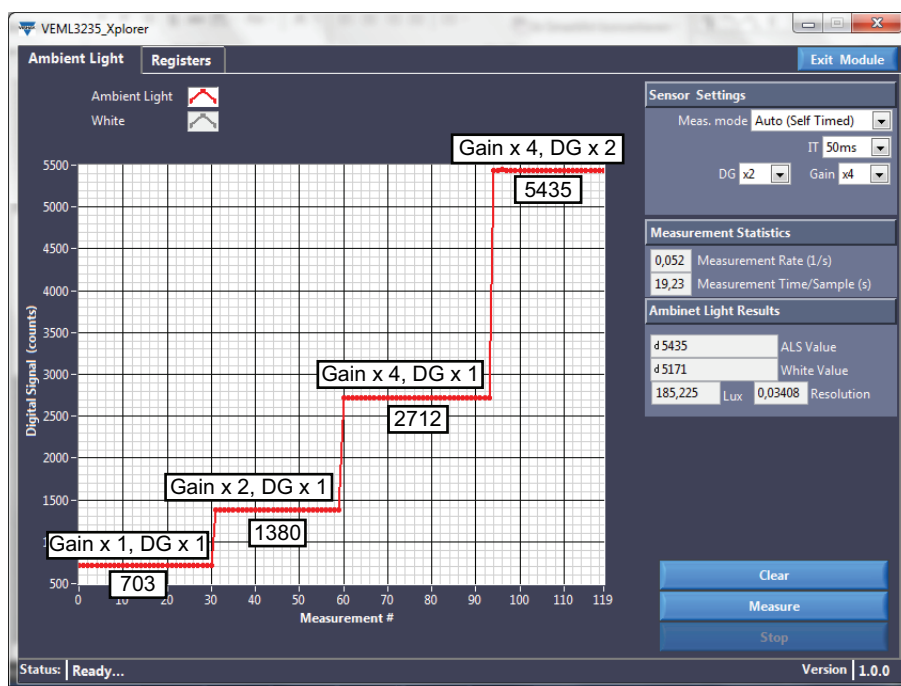 VEML3235_Xplorer
Ambient Light
Registers
Exit Module
Ambient Light
White
Sensor Settings
Meas. mode Auto (Self Timed)
IT 50ms
DG x2 Gain x4
Measurement Statistics
0,052 Measurement Rate (1/s)
19,23 Measurement Time/Sample (s)
Ambinet Light Results
d 5435 ALS Value
d 5171 White Value
185,225 Lux 0,03408 Resolution
Gain x 4, DG x 2
5500
5435
5000
4500
4000
3500
Gain x 4, DG x 1
3000
2712
2500
2000
Gain x 2, DG x 1
1500
1380
Gain x 1, DG x 1
703
500
Digital Signal (counts)
0 10 20 30 40 50 60 70 80 90 100 110 119
Measurement #
Clear
Measure
Stop
Status: Ready...
Version 1.0.0